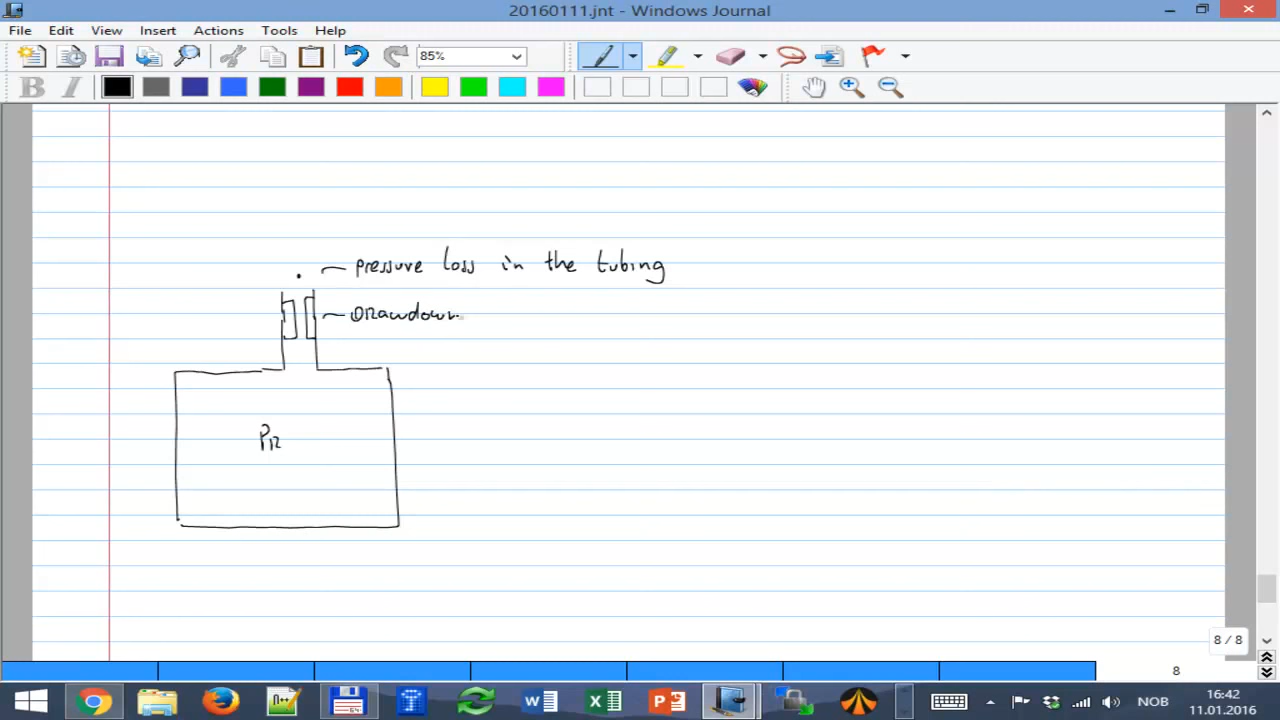 20160111.jnt - Windows Journal
File Edit View Insert Actions Tools Help
85%
B I
pressure loss in the tubing
Drawdown
PR
8 / 8
8
16:42
NOB
11.01.2016